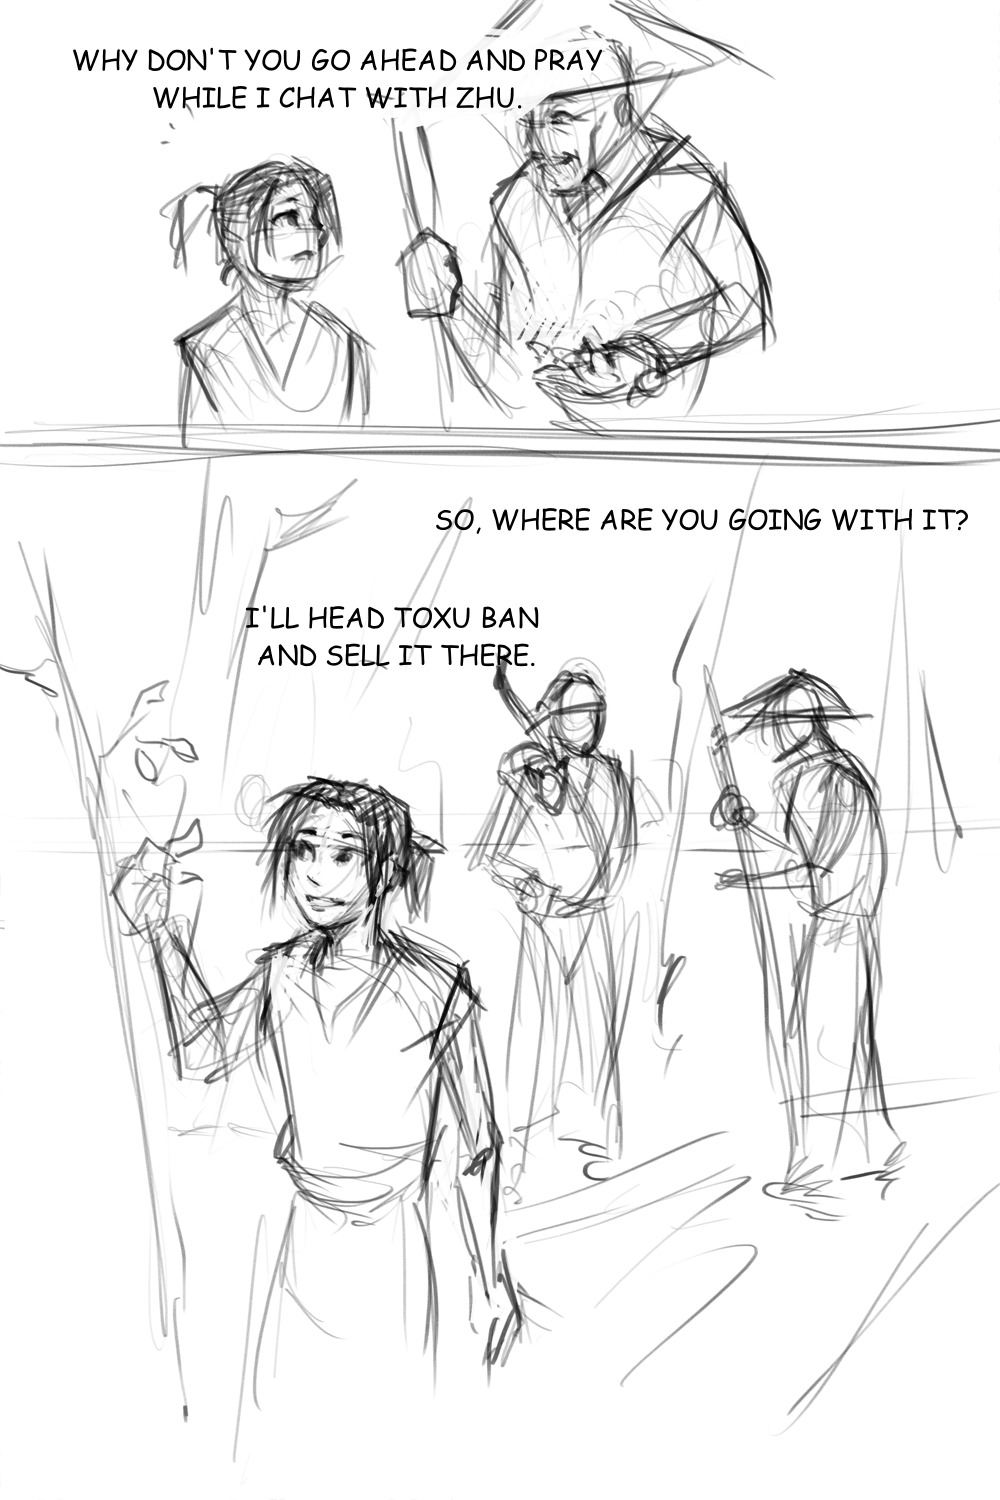 WHY DON'T YOU GO AHEAD AND PRAY
WHILE I CHAT WITH ZHU.
SO, WHERE ARE YOU GOING WITH IT?
I'LL HEAD TOXU BAN
AND SELL IT THERE.